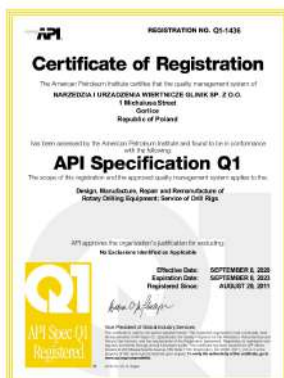 API
REGISTRATION NO. Q1-1436
Certificate of Registration
The American Petroleum Institute certifies that the quality management system of
NARZEDZIA I URZADZENIA WIERTNICZE GLINIK SP. Z O.O.
1 Michalusa Street
Gorlice
Republic of Poland
has been assessed by the American Petroleum Institute and found to be in conformance
with the following:
API Specification Q1
The scope of this registration and the approved quality management system applies to the:
Design, Manufacture, Repair and Remanufacture of
Rotary Drilling Equipment; Service of Drill Rigs
API approves the organization's justification for excluding:
No Exclusions Identified as Applicable
Effective Date: SEPTEMBER 8, 2020
Expiration Date: SEPTEMBER 8, 2023
Registered Since: AUGUST 29, 2011
Q1
API Spec Q1
Registered
Vice President of Global Industry Services